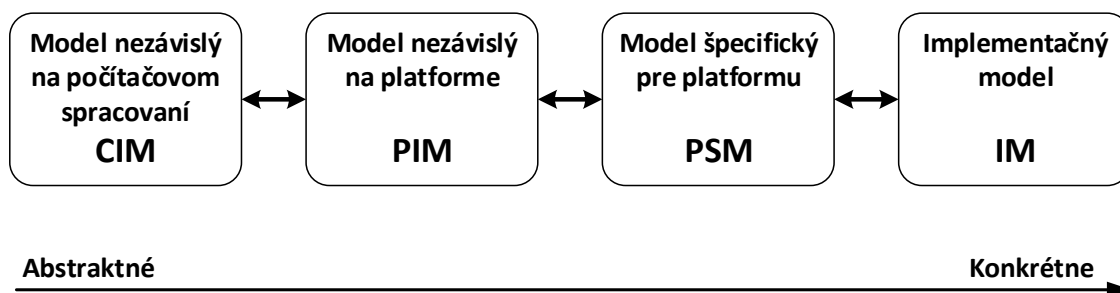 Model nezávislý
na počítačovom
spracovaní
CIM
Model nezávislý
na platforme
PIM
Model špecifický
pre platformu
PSM
Implementačný
model
IM
Abstraktné
Konkrétne